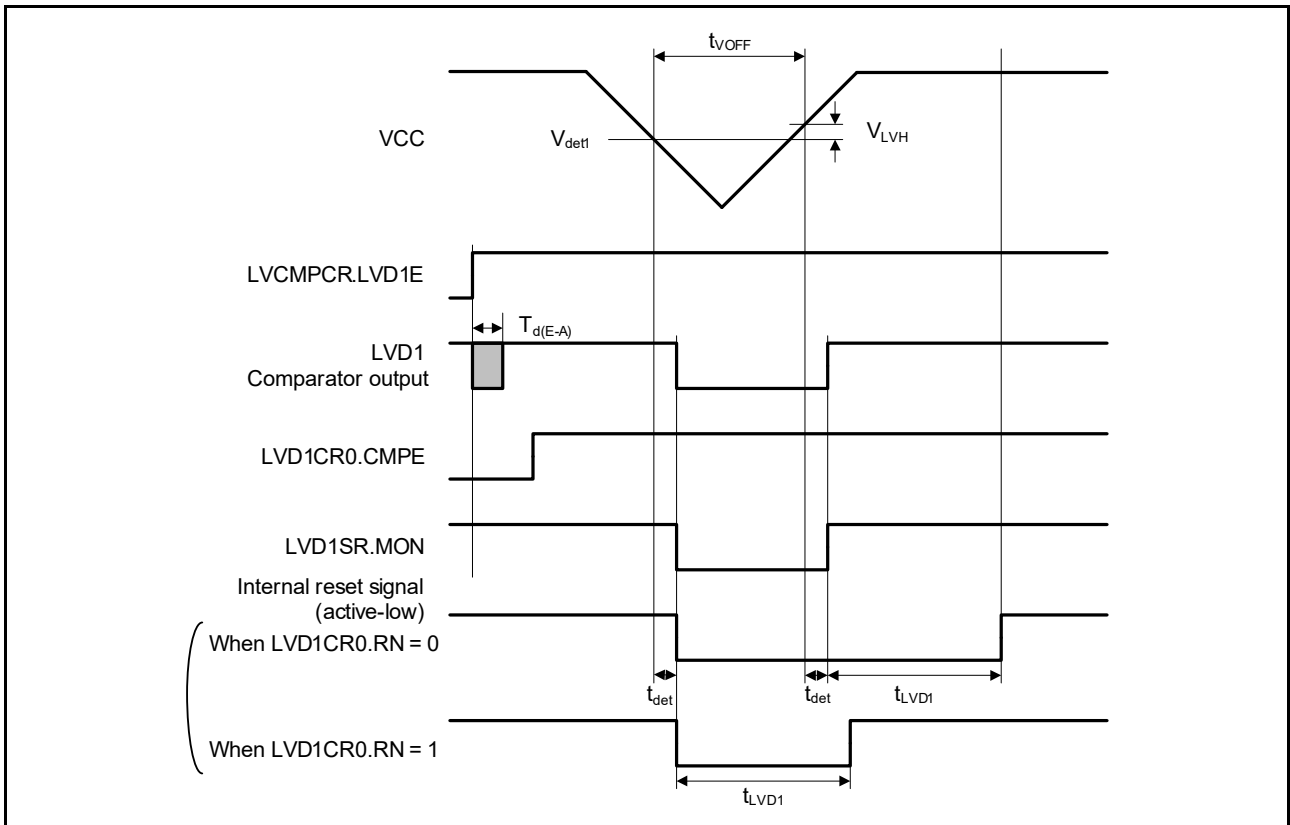 tVOFF
VCC
Vdet1
VLVH
LVCMPCR.LVD1E
Td(E-A)
LVD1
Comparator output
LVD1CR0.CMPE
LVD1SR.MON
Internal reset signal
(active-low)
When LVD1CR0.RN = 0
tdet
tdet
tLVD1
When LVD1CR0.RN = 1
tLVD1